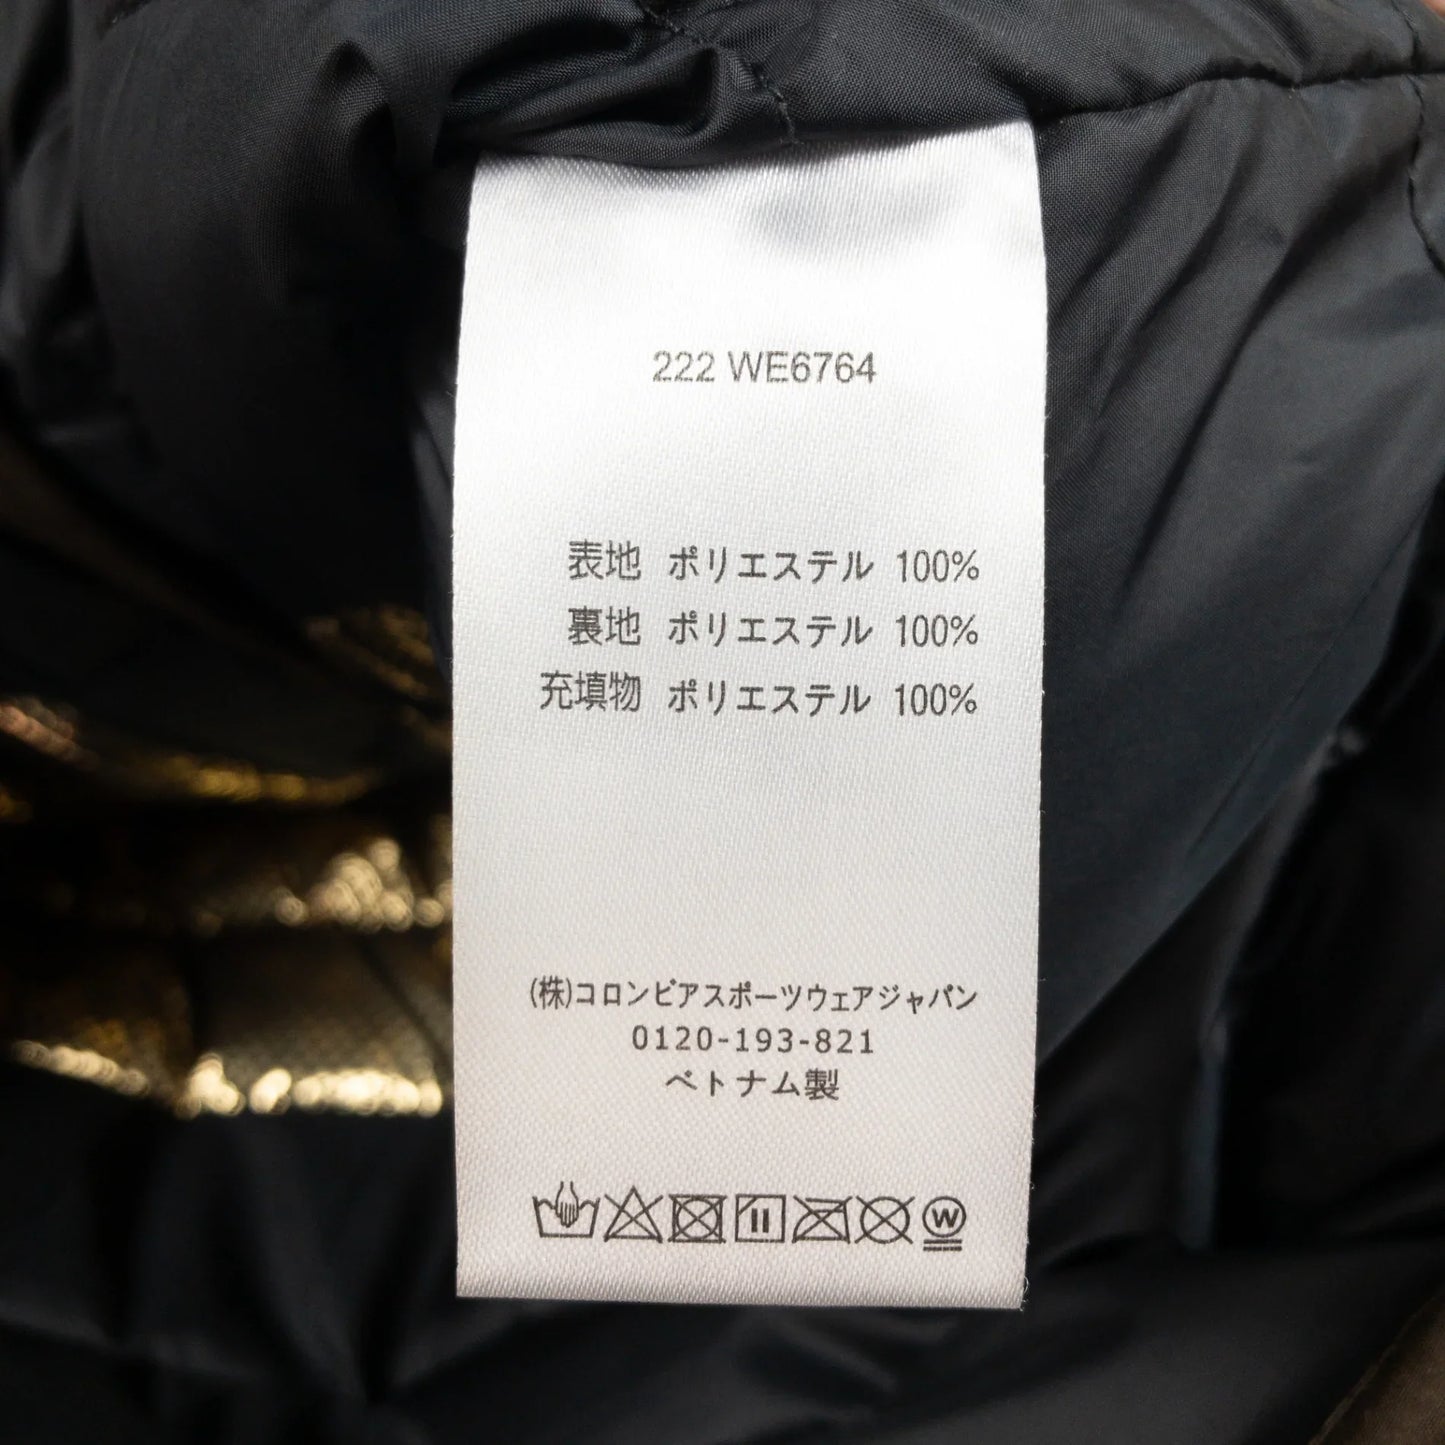 222 WE6764
表地 ポリエステル 100%
裏地 ポリエステル 100%
充填物 ポリエステル 100%
(株)コロンビアスポーツウェアジャパン
0120-193-821
ベトナム製
W